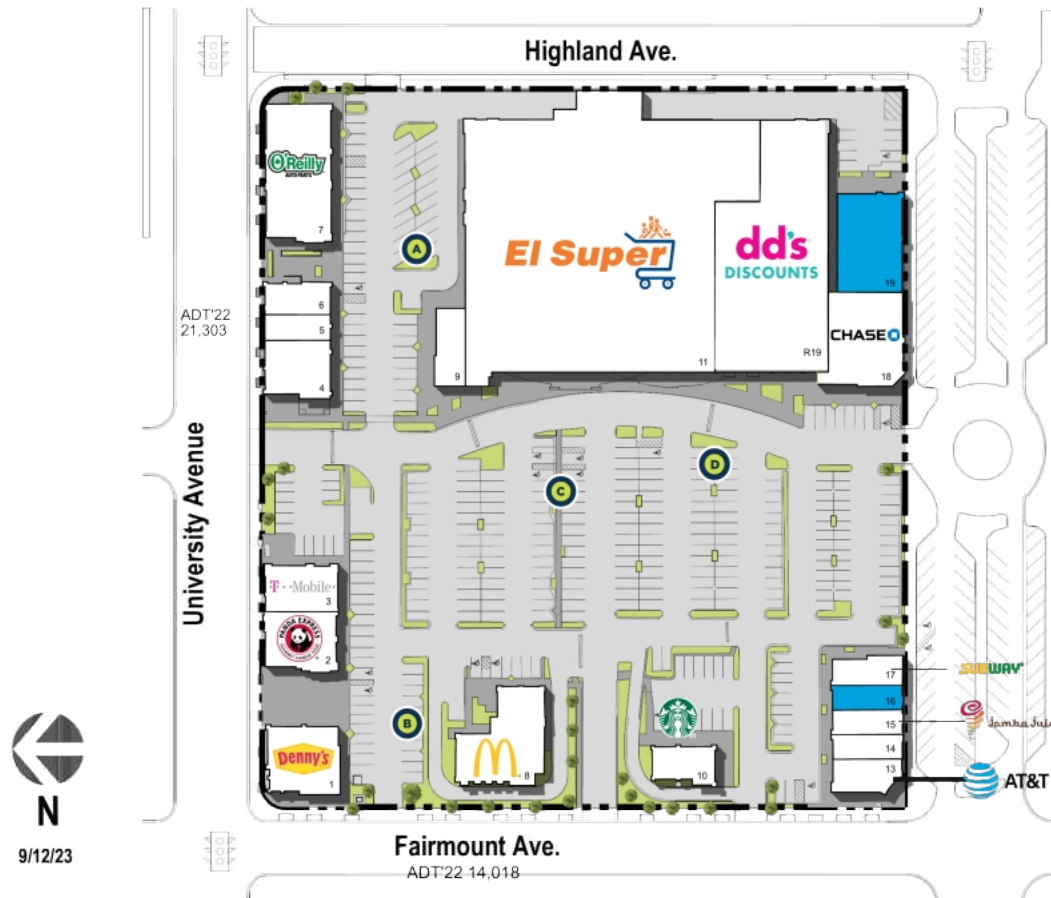 Highland Ave.
O'Reilly
AUTO PARTS
7
A
El Super
dd's
DISCOUNTS
19
6
ADT'22
21,303
5
CHASE
R19
11
9
18
4
University Avenue
D
C
T··Mobile·
3
PANDA EXPRESS
2
SUBWAY
17
16
15
Jamba Jui
B
14
Denny's
1
8
10
13
AT&T
N
9/12/23
Fairmount Ave.
ADT'22 14,018